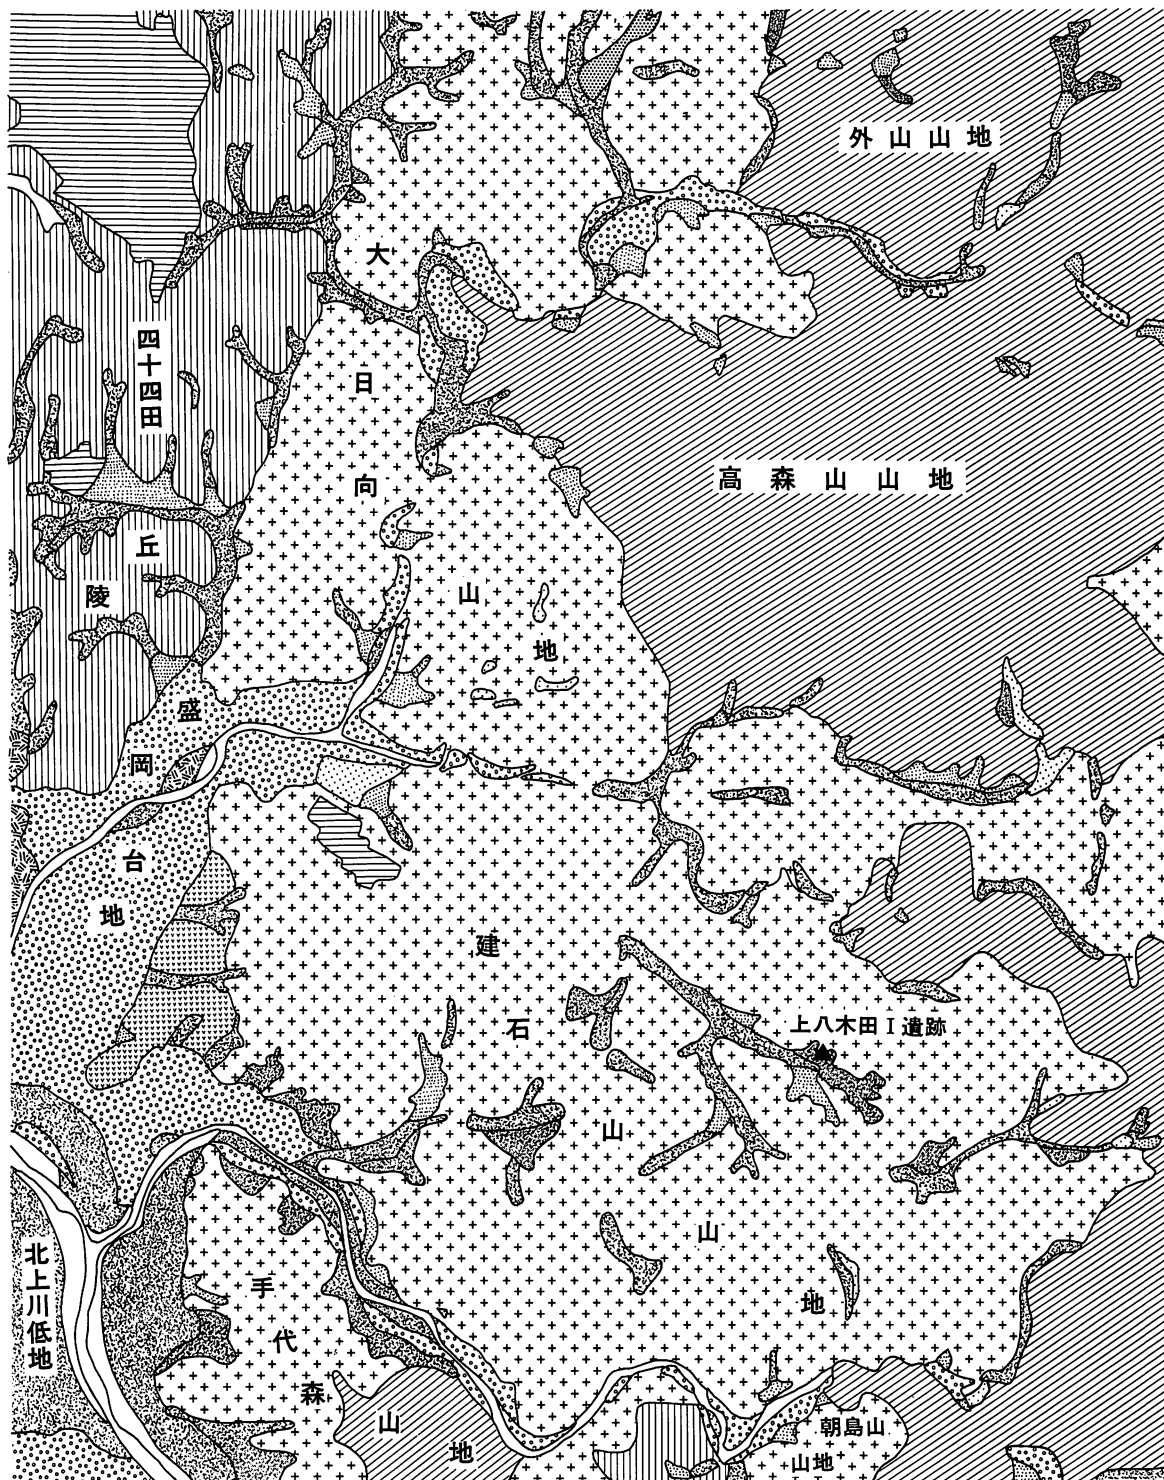 外山山地
大日向山地
四十四田丘陵
高森山山地
盛岡台地
建石山山地
上八木田Ⅰ遺跡
北上川低地
手代森山地
朝島山
山地